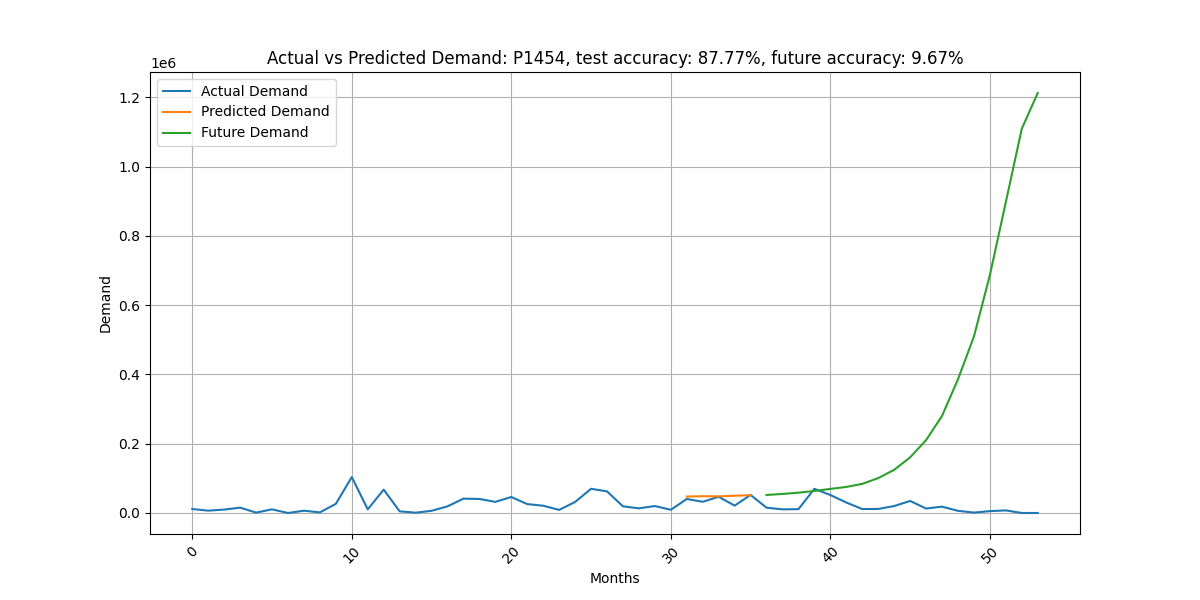 Actual vs Predicted Demand: P1454, test accuracy: 87.77%, future accuracy: 9.67%
1e6
Actual Demand
Predicted Demand
Future Demand
1.2
1.0
0.8
0.6
0.4
0.2
0.0
Demand
0
10
20
30
40
50
Months